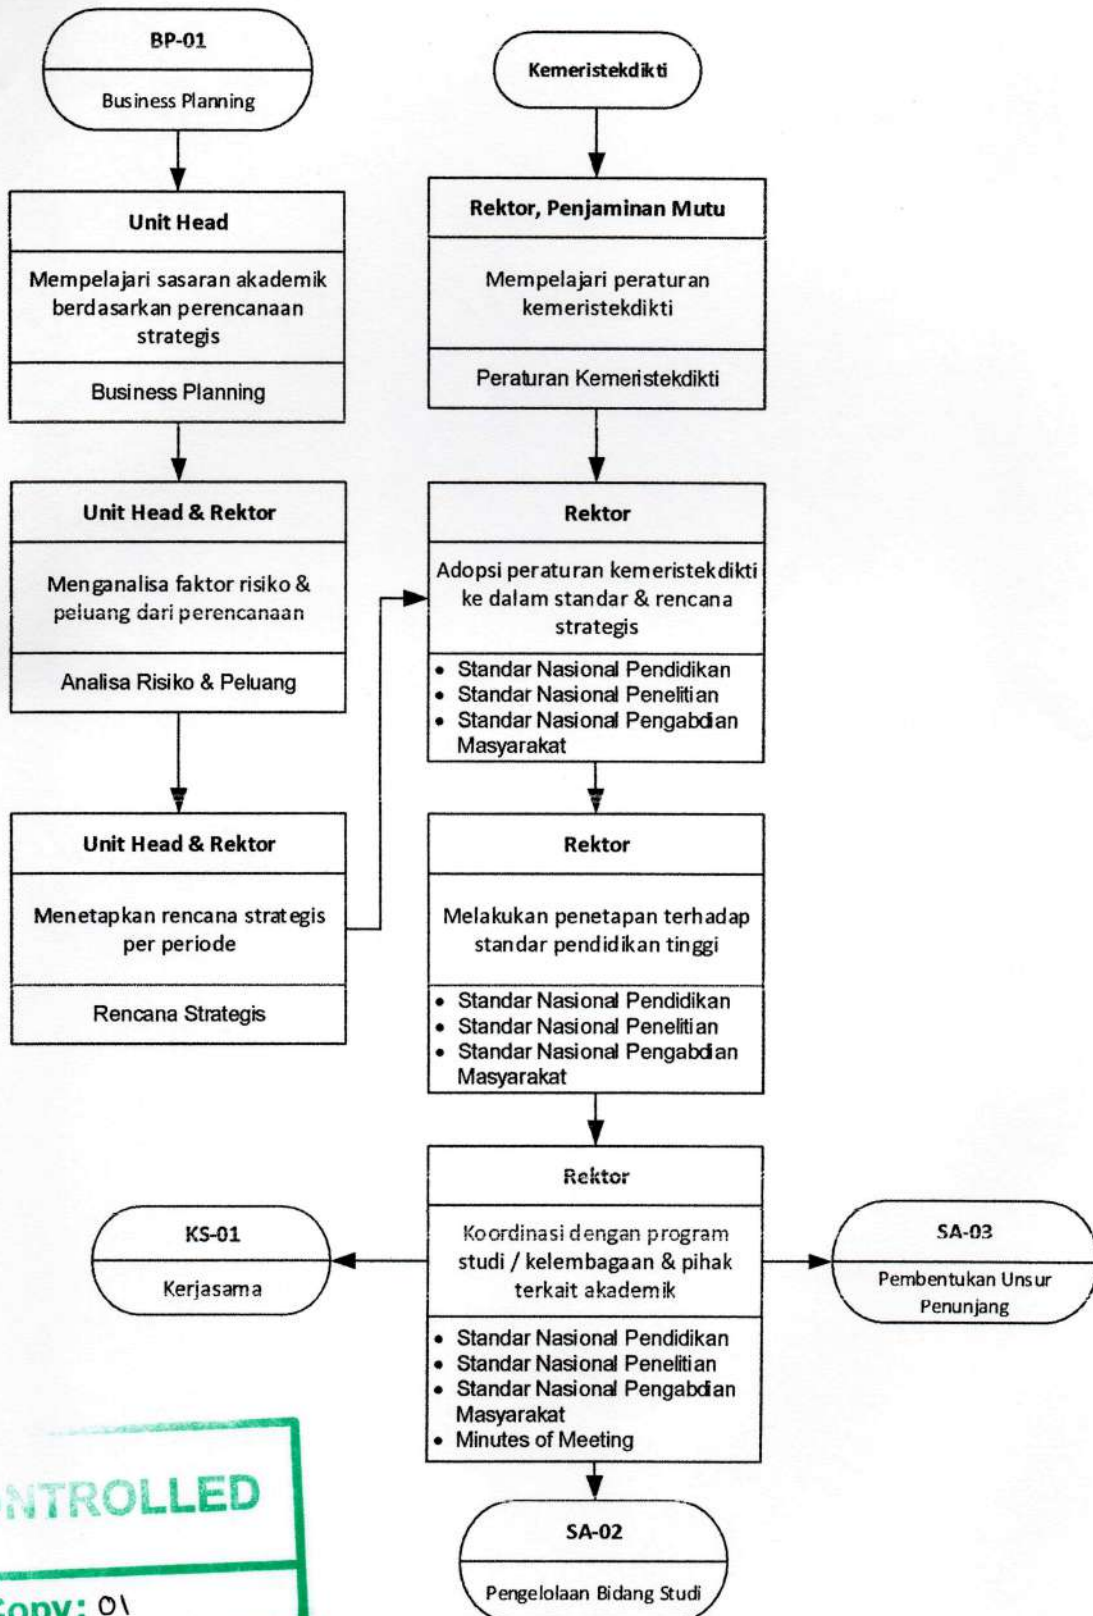 BP-01
Business Planning
Kemeristekdikti
Unit Head
Mempelajari sasaran akademik
berdasarkan perencanaan
strategis
Business Planning
Rektor, Penjaminan Mutu
Mempelajari peraturan
kemeristekdikti
Peraturan Kemeristekdikti
Unit Head & Rektor
Menganalisa faktor risiko &
peluang dari perencanaan
Analisa Risiko & Peluang
Rektor
Adopsi peraturan kemeristekdikti
ke dalam standar & rencana
strategis
• Standar Nasional Pendidikan
• Standar Nasional Penelitian
• Standar Nasional Pengabdian
Masyarakat
Unit Head & Rektor
Menetapkan rencana strategis
per periode
Rencana Strategis
Rektor
Melakukan penetapan terhadap
standar pendidikan tinggi
• Standar Nasional Pendidikan
• Standar Nasional Penelitian
• Standar Nasional Pengabdian
Masyarakat
Rektor
Koordinasi dengan program
studi / kelembagaan & pihak
terkait akademik
• Standar Nasional Pendidikan
• Standar Nasional Penelitian
• Standar Nasional Pengabdian
Masyarakat
• Minutes of Meeting
KS-01
Kerjasama
SA-03
Pembentukan Unsur
Penunjang
SA-02
Pengelolaan Bidang Studi
NTROLLED
Copy: 01